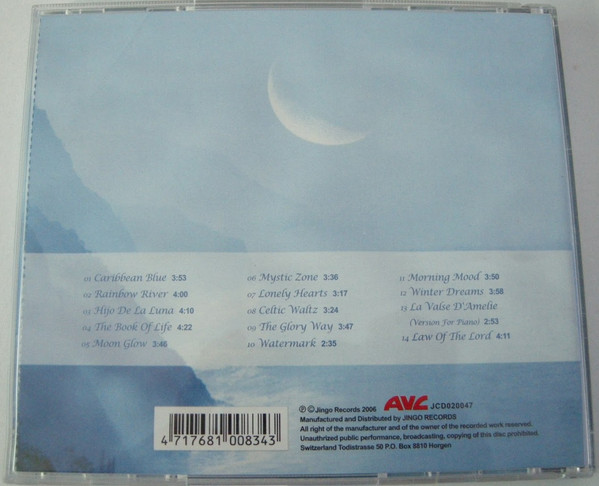 01 Caribbean Blue 3:53
02 Rainbow River 4:06
03 Hijo De La Luna 4:10
04 The Book Of Life 4:22
05 Moon Glow 3:46
06 Mystic Zone 3:36
07 Lonely Hearts 3:17
08 Celtic Waltz 3:24
09 The Glory Way 3:47
10 Watermark 2:35
11 Morning Mood 3:50
12 Winter Dreams 3:58
13 La Valse D'Amelie
(Version For Piano) 2:53
14 Law Of The Lord 4:11
4 717681 008343
℗ © Jingo Records 2006 AVC JCD020047
Manufactured and Distributed by JINGO RECORDS
All right of the manufacturer and of the owner of the recorded work reserved.
Unauthrized public performance, broadcasting, copying of this disc prohibited.
Switzerland Todistrasse 50 P.O. Box 8810 Horgen